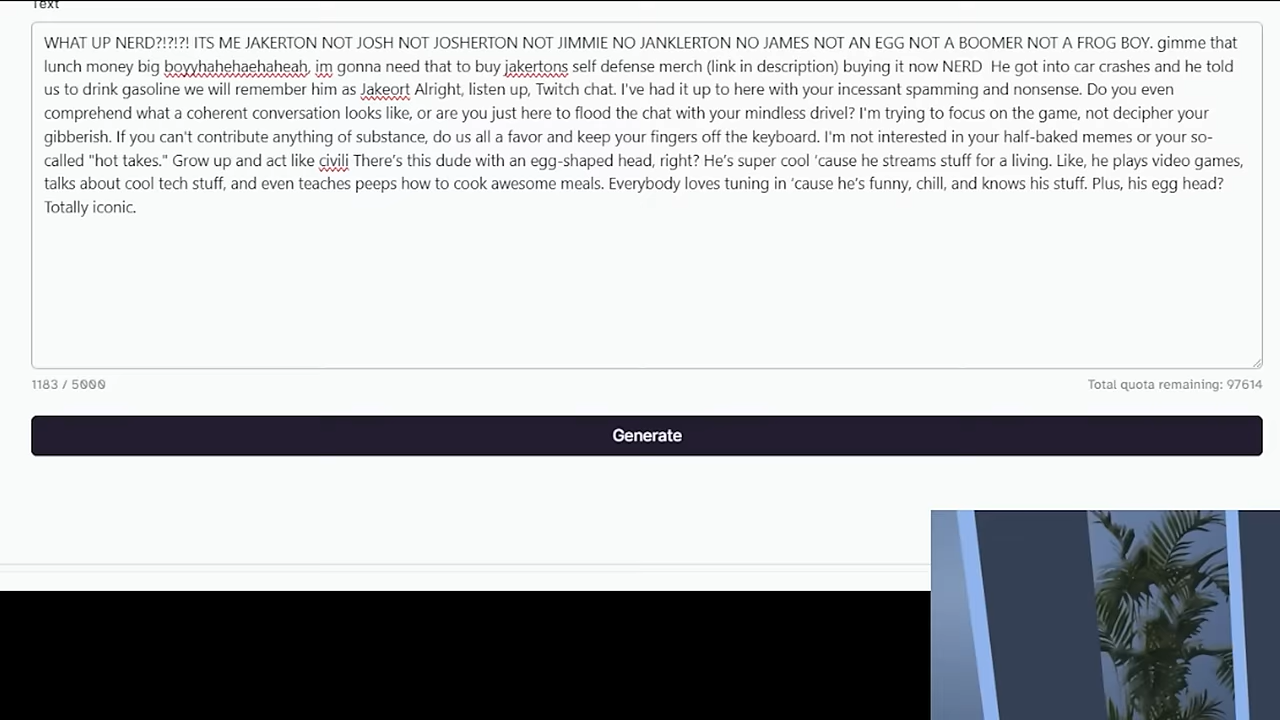 Text
WHAT UP NERD?!?!?! ITS ME JAKERTON NOT JOSH NOT JOSHERTON NOT JIMMIE NO JANKLERTON NO JAMES NOT AN EGG NOT A BOOMER NOT A FROG BOY. gimme that
lunch money big boyyhahehaehaheah, im gonna need that to buy jakertons self defense merch (link in description) buying it now NERD  He got into car crashes and he told
us to drink gasoline we will remember him as Jakeort Alright, listen up, Twitch chat. I've had it up to here with your incessant spamming and nonsense. Do you even
comprehend what a coherent conversation looks like, or are you just here to flood the chat with your mindless drivel? I'm trying to focus on the game, not decipher your
gibberish. If you can't contribute anything of substance, do us all a favor and keep your fingers off the keyboard. I'm not interested in your half-baked memes or your so-
called "hot takes." Grow up and act like civili There’s this dude with an egg-shaped head, right? He’s super cool ‘cause he streams stuff for a living. Like, he plays video games,
talks about cool tech stuff, and even teaches peeps how to cook awesome meals. Everybody loves tuning in ‘cause he’s funny, chill, and knows his stuff. Plus, his egg head?
Totally iconic.
1183 / 5000
Total quota remaining: 97614
Generate